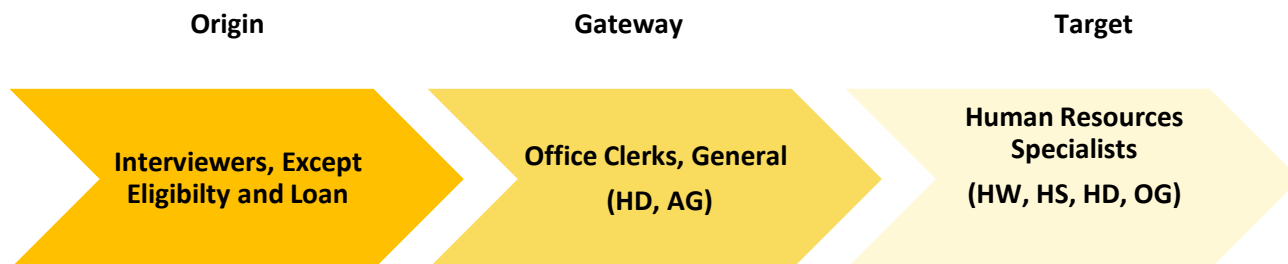 Origin
Gateway
Target
Interviewers, Except
Eligibilty and Loan
Office Clerks, General
(HD, AG)
Human Resources
Specialists
(HW, HS, HD, OG)